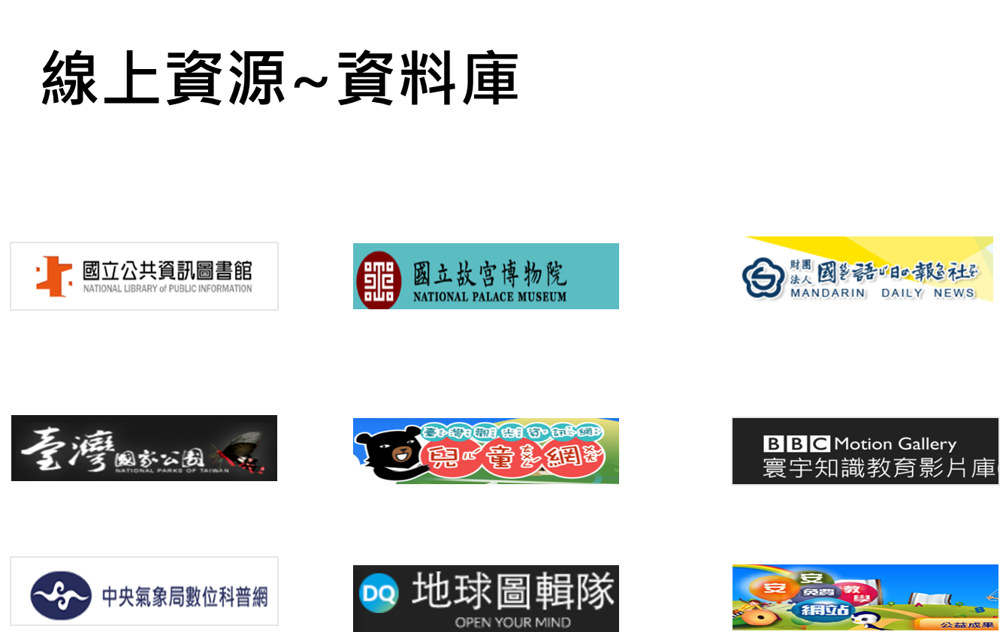 線上資源~資料庫
國立公共資訊圖書館
NATIONAL LIBRARY of PUBLIC INFORMATION
國立故宮博物院
NATIONAL PALACE MUSEUM
財團法人 國語日報社
MANDARIN DAILY NEWS
臺灣國家公園
NATIONAL PARKS OF TAIWAN
臺灣觀光資訊網
兒童網
BBC Motion Gallery
寰宇知識教育影片庫
中央氣象局數位科普網
DQ 地球圖輯隊
OPEN YOUR MIND
安安免費教學網站
公益成果